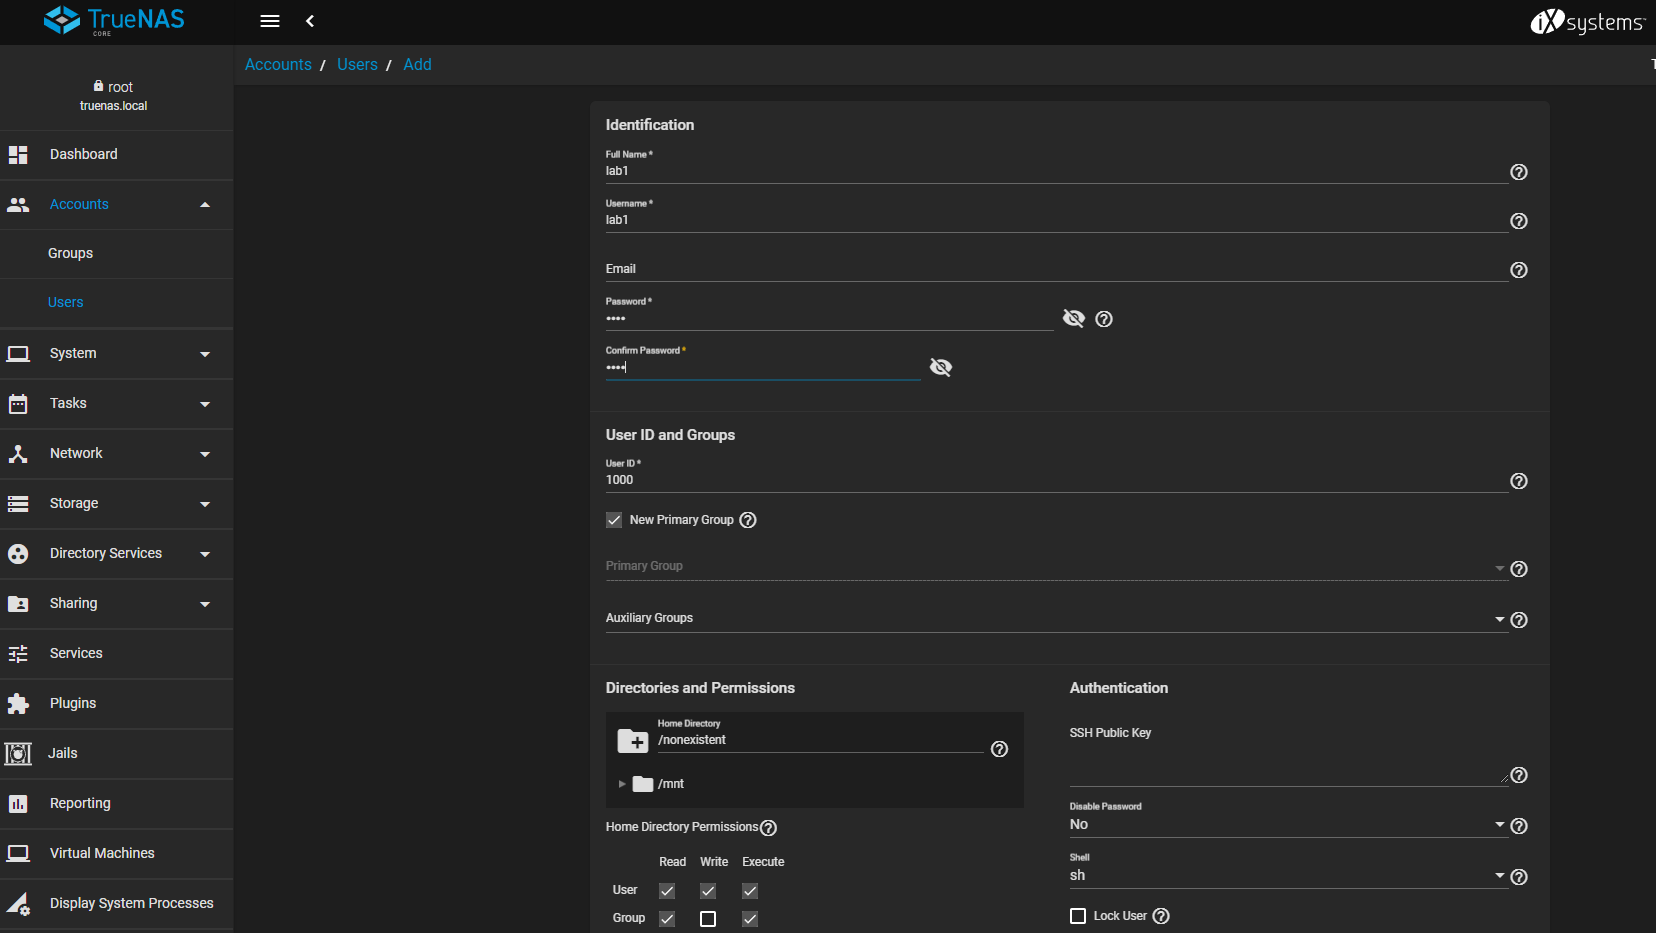 TrueNAS
CORE
iXsystems
root
truenas.local
Accounts / Users / Add
T
Dashboard
Accounts
Groups
Users
System
Tasks
Network
Storage
Directory Services
Sharing
Services
Plugins
Jails
Reporting
Virtual Machines
Display System Processes
Identification
Full Name *
lab1
Username *
lab1
Email
Password *
••••
Confirm Password *
••••
User ID and Groups
User ID *
1000
New Primary Group
Primary Group
Auxiliary Groups
Directories and Permissions
Home Directory
/nonexistent
/mnt
Home Directory Permissions
Read Write Execute
User
Group
Authentication
SSH Public Key
Disable Password
No
Shell
sh
Lock User